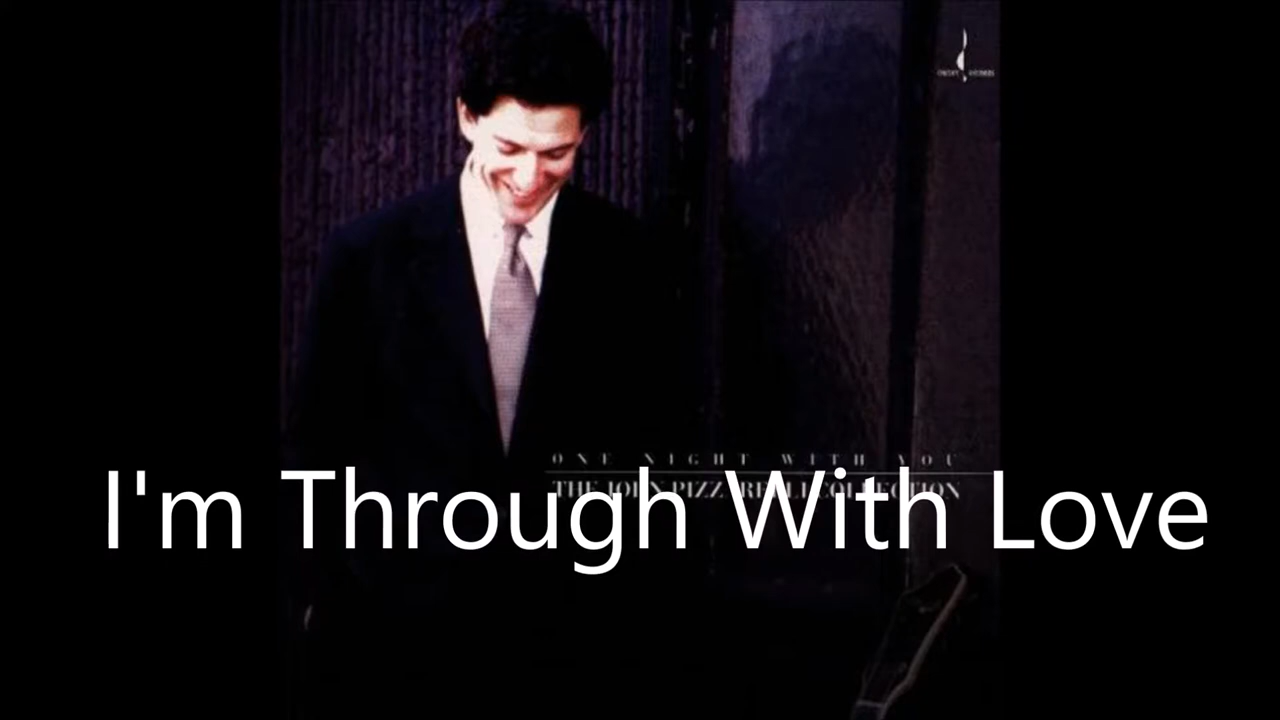 ONE NIGHT WITH YOU
THE JOHN PIZZARELLI COLLECTION
I'm Through With Love